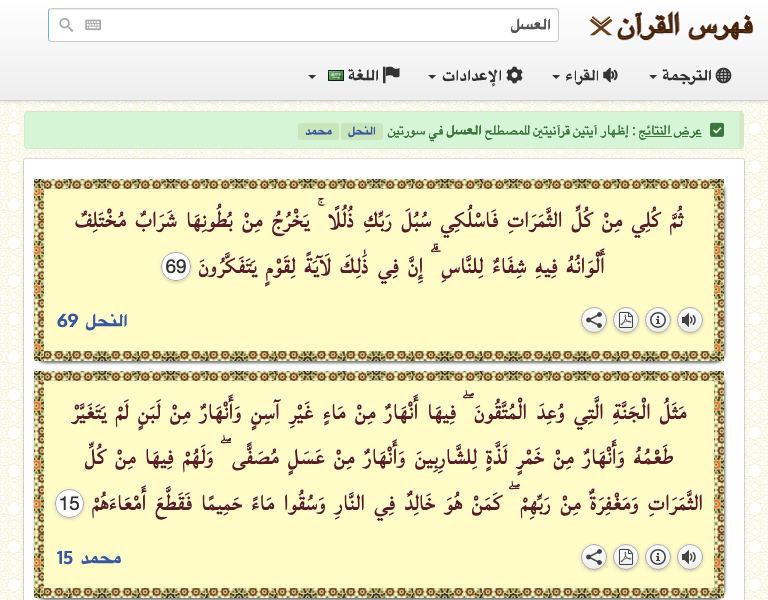 فهرس القرآن
العسل
الترجمة
القراء
الإعدادات
اللغة
عرض النتائج : إظهار آيتين قرآنيتين للمصطلح العسل في سورتين النحل محمد
ثُمَّ كُلِي مِنْ كُلِّ الثَّمَرَاتِ فَاسْلُكِي سُبُلَ رَبِّكِ ذُلُلًا ۚ يَخْرُجُ مِنْ بُطُونِهَا شَرَابٌ مُخْتَلِفٌ
أَلْوَانُهُ فِيهِ شِفَاءٌ لِلنَّاسِ ۗ إِنَّ فِي ذَٰلِكَ لَآيَةً لِقَوْمٍ يَتَفَكَّرُونَ 69
النحل 69
مَثَلُ الْجَنَّةِ الَّتِي وُعِدَ الْمُتَّقُونَ ۖ فِيهَا أَنْهَارٌ مِنْ مَاءٍ غَيْرِ آسِنٍ وَأَنْهَارٌ مِنْ لَبَنٍ لَمْ يَتَغَيَّرْ
طَعْمُهُ وَأَنْهَارٌ مِنْ خَمْرٍ لَذَّةٍ لِلشَّارِبِينَ وَأَنْهَارٌ مِنْ عَسَلٍ مُصَفًّى ۖ وَلَهُمْ فِيهَا مِنْ كُلِّ
الثَّمَرَاتِ وَمَغْفِرَةٌ مِنْ رَبِّهِمْ ۖ كَمَنْ هُوَ خَالِدٌ فِي النَّارِ وَسُقُوا مَاءً حَمِيمًا فَقَطَّعَ أَمْعَاءَهُمْ 15
محمد 15